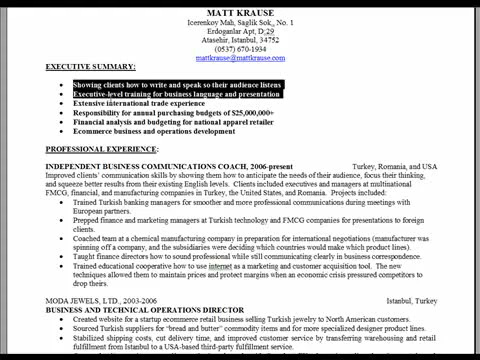 MATT KRAUSE
Icerenkoy Mah, Saglik Sok., No. 1
Erdoganlar Apt, D:29
Atasehir, Istanbul, 34752
(0537) 670-1934
mattkrause@mattkrause.com
EXECUTIVE SUMMARY:
• Showing clients how to write and speak so their audience listens
• Executive-level training for business language and presentation
• Extensive international trade experience
• Responsibility for annual purchasing budgets of $25,000,000+
• Financial analysis and budgeting for national apparel retailer
• Ecommerce business and operations development
PROFESSIONAL EXPERIENCE:
INDEPENDENT BUSINESS COMMUNICATIONS COACH, 2006-present Turkey, Romania, and USA
Improved clients' communication skills by showing them how to anticipate the needs of their audience, focus their thinking,
and squeeze better results from their existing English levels. Clients included executives and managers at multinational
FMCG, financial, and manufacturing companies in Turkey, the United States, and Romania. Projects included:
• Trained Turkish banking managers for smoother and more professional communications during meetings with
European partners.
• Prepped finance and marketing managers at Turkish technology and FMCG companies for presentations to foreign
clients.
• Coached team at a chemical manufacturing company in preparation for international negotiations (manufacturer was
spinning off a company, and the subsidiaries were deciding which countries would make which product lines).
• Taught finance directors how to sound professional while still communicating clearly in business correspondence.
• Trained educational cooperative how to use internet as a marketing and customer acquisition tool. The new
techniques allowed them to maintain prices and protect margins when an economic crisis pressured competitors to
drop theirs.
MODA JEWELS, LTD., 2003-2006 Istanbul, Turkey
BUSINESS AND TECHNICAL OPERATIONS DIRECTOR
• Created website for a startup ecommerce retail business selling Turkish jewelry to North American customers.
• Sourced Turkish suppliers for "bread and butter" commodity items and for more specialized designer product lines.
• Stabilized shipping costs, cut delivery time, and improved customer service by transferring warehousing and retail
fulfillment from Istanbul to a USA-based third-party fulfillment service.